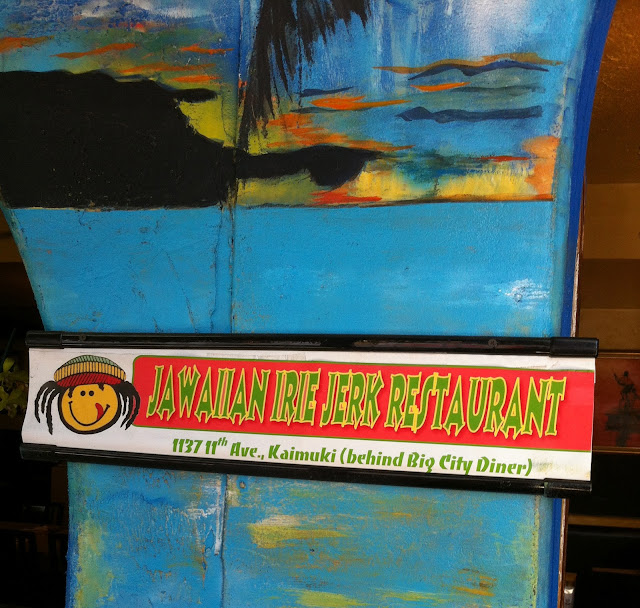 JAWAIIAN IRIE JERK RESTAURANT
1137 11th Ave., Kaimuki (behind Big City Diner)